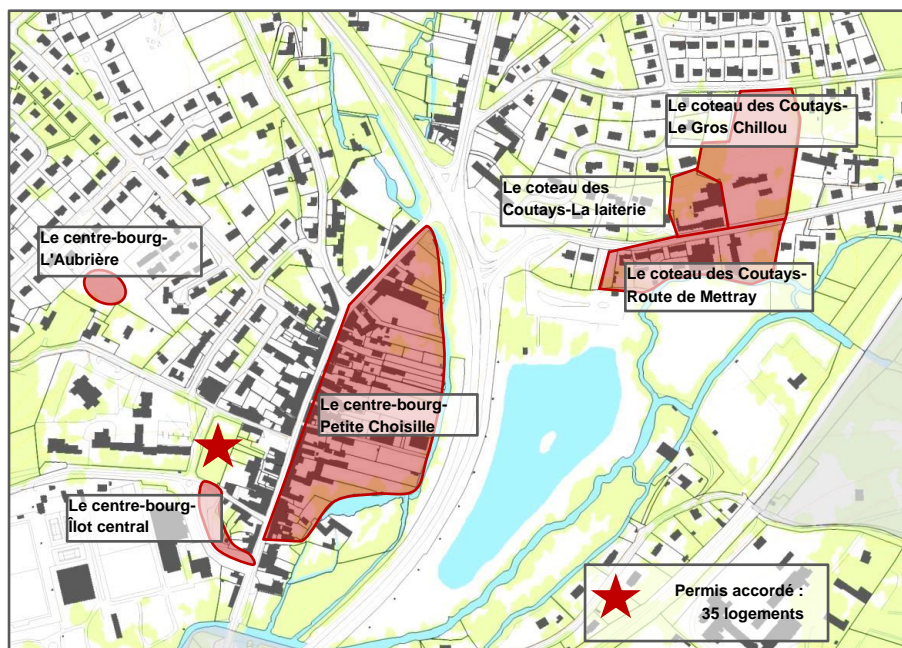 Le coteau des Coutays-
Le Gros Chillou
Le coteau des
Coutays-La laiterie
Le centre-bourg-
L'Aubrière
Le coteau des Coutays-
Route de Mettray
Le centre-bourg-
Petite Choisille
Le centre-bourg-
Îlot central
Permis accordé :
35 logements